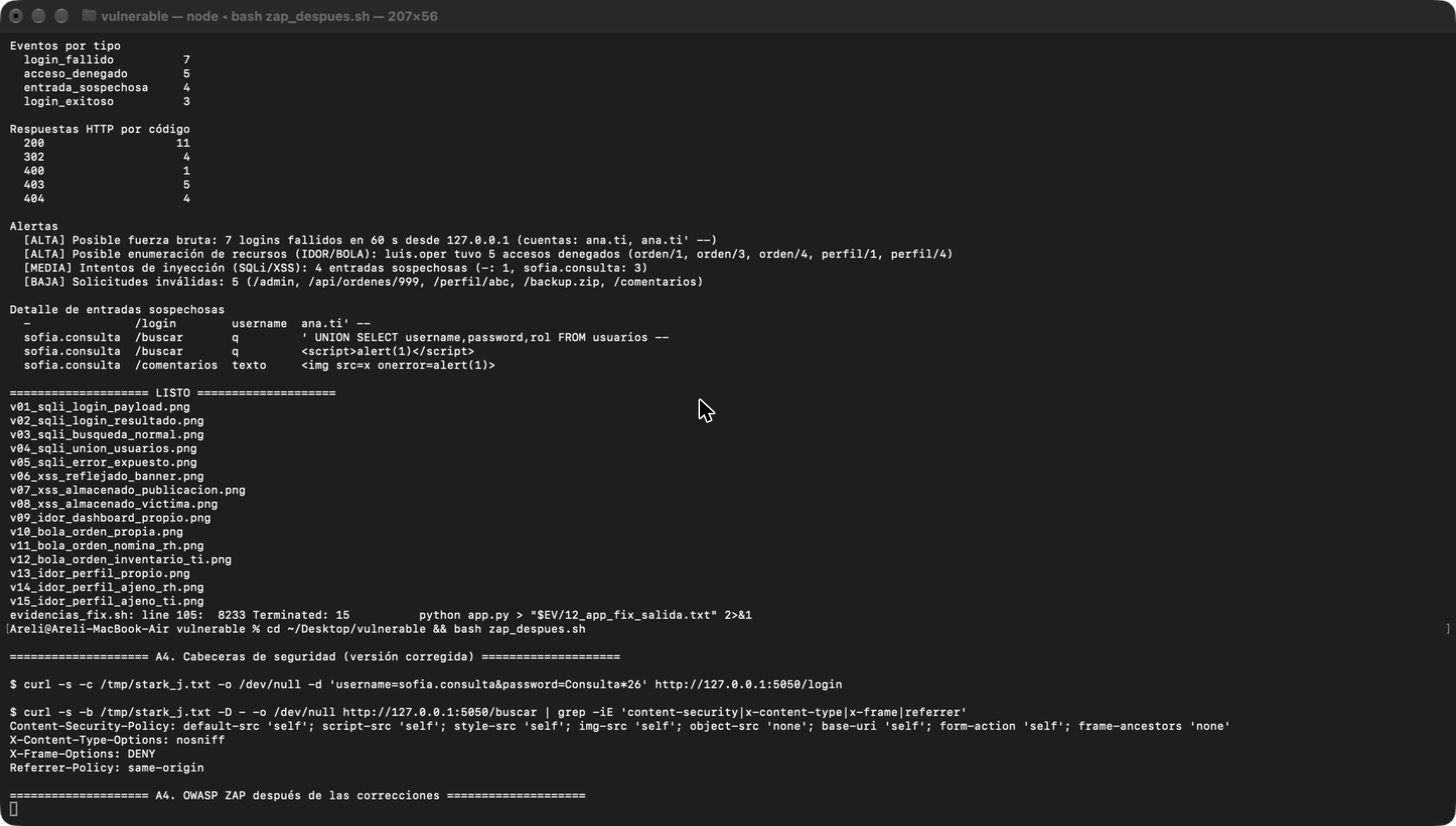 vulnerable — node ◂ bash zap_despues.sh — 207×56
Eventos por tipo
  login_fallido          7
  acceso_denegado        5
  entrada_sospechosa     4
  login_exitoso          3
Respuestas HTTP por código
  200                   11
  302                    4
  400                    1
  403                    5
  404                    4
Alertas
  [ALTA] Posible fuerza bruta: 7 logins fallidos en 60 s desde 127.0.0.1 (cuentas: ana.ti, ana.ti' --)
  [ALTA] Posible enumeración de recursos (IDOR/BOLA): luis.oper tuvo 5 accesos denegados (orden/1, orden/3, orden/4, perfil/1, perfil/4)
  [MEDIA] Intentos de inyección (SQLi/XSS): 4 entradas sospechosas (-: 1, sofia.consulta: 3)
  [BAJA] Solicitudes inválidas: 5 (/admin, /api/ordenes/999, /perfil/abc, /backup.zip, /comentarios)
Detalle de entradas sospechosas
  -               /login        username  ana.ti' --
  sofia.consulta  /buscar       q         ' UNION SELECT username,password,rol FROM usuarios --
  sofia.consulta  /buscar       q         <script>alert(1)</script>
  sofia.consulta  /comentarios  texto     <img src=x onerror=alert(1)>
==================== LISTO ====================
v01_sqli_login_payload.png
v02_sqli_login_resultado.png
v03_sqli_busqueda_normal.png
v04_sqli_union_usuarios.png
v05_sqli_error_expuesto.png
v06_xss_reflejado_banner.png
v07_xss_almacenado_publicacion.png
v08_xss_almacenado_victima.png
v09_idor_dashboard_propio.png
v10_bola_orden_propia.png
v11_bola_orden_nomina_rh.png
v12_bola_orden_inventario_ti.png
v13_idor_perfil_propio.png
v14_idor_perfil_ajeno_rh.png
v15_idor_perfil_ajeno_ti.png
evidencias_fix.sh: line 105:  8233 Terminated: 15          python app.py > "$EV/12_app_fix_salida.txt" 2>&1
[Areli@Areli-MacBook-Air vulnerable % cd ~/Desktop/vulnerable && bash zap_despues.sh ]
==================== A4. Cabeceras de seguridad (versión corregida) ====================
$ curl -s -c /tmp/stark_j.txt -o /dev/null -d 'username=sofia.consulta&password=Consulta*26' http://127.0.0.1:5050/login
$ curl -s -b /tmp/stark_j.txt -D - -o /dev/null http://127.0.0.1:5050/buscar | grep -iE 'content-security|x-content-type|x-frame|referrer'
Content-Security-Policy: default-src 'self'; script-src 'self'; style-src 'self'; img-src 'self'; object-src 'none'; base-uri 'self'; form-action 'self'; frame-ancestors 'none'
X-Content-Type-Options: nosniff
X-Frame-Options: DENY
Referrer-Policy: same-origin
==================== A4. OWASP ZAP después de las correcciones ====================